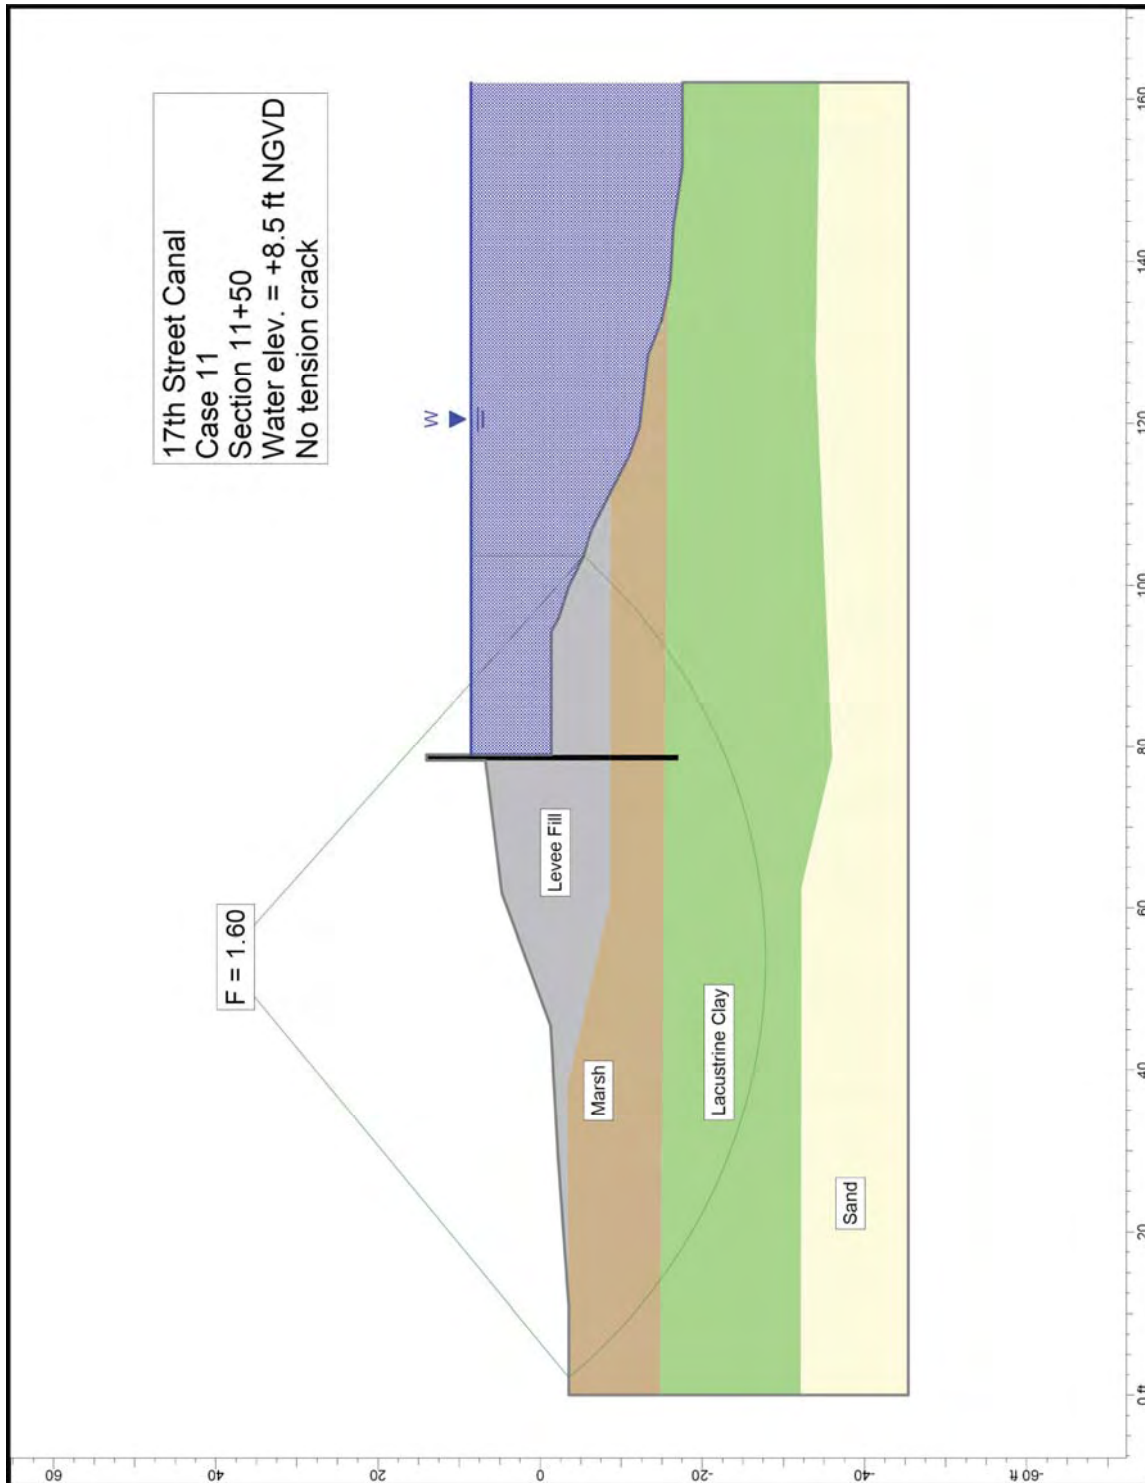 17th Street Canal
Case 11
Section 11+50
Water elev. = +8.5 ft NGVD
No tension crack
W
F = 1.60
Levee Fill
Marsh
Lacustrine Clay
Sand
60
40
20
0
-20
-40
-60 ft
0 ft
20
40
60
80
100
120
140
160